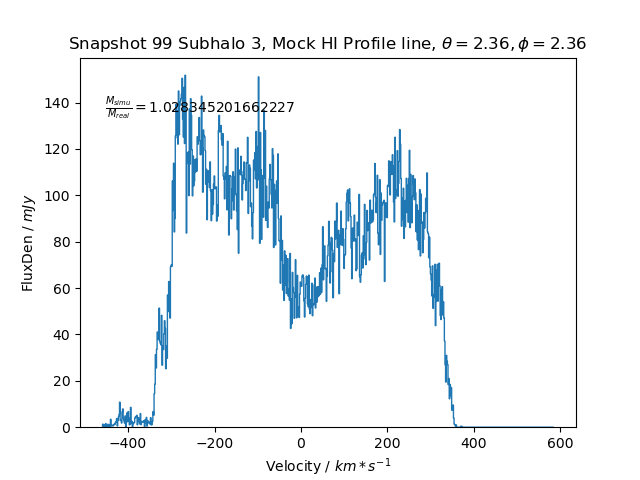 Snapshot 99 Subhalo 3, Mock HI Profile line, θ = 2.36, ϕ = 2.36
M_simu/M_real = 1.028345201662227
140
120
100
80
60
40
20
0
FluxDen / mJy
−400 −200 0 200 400 600
Velocity / km * s⁻¹